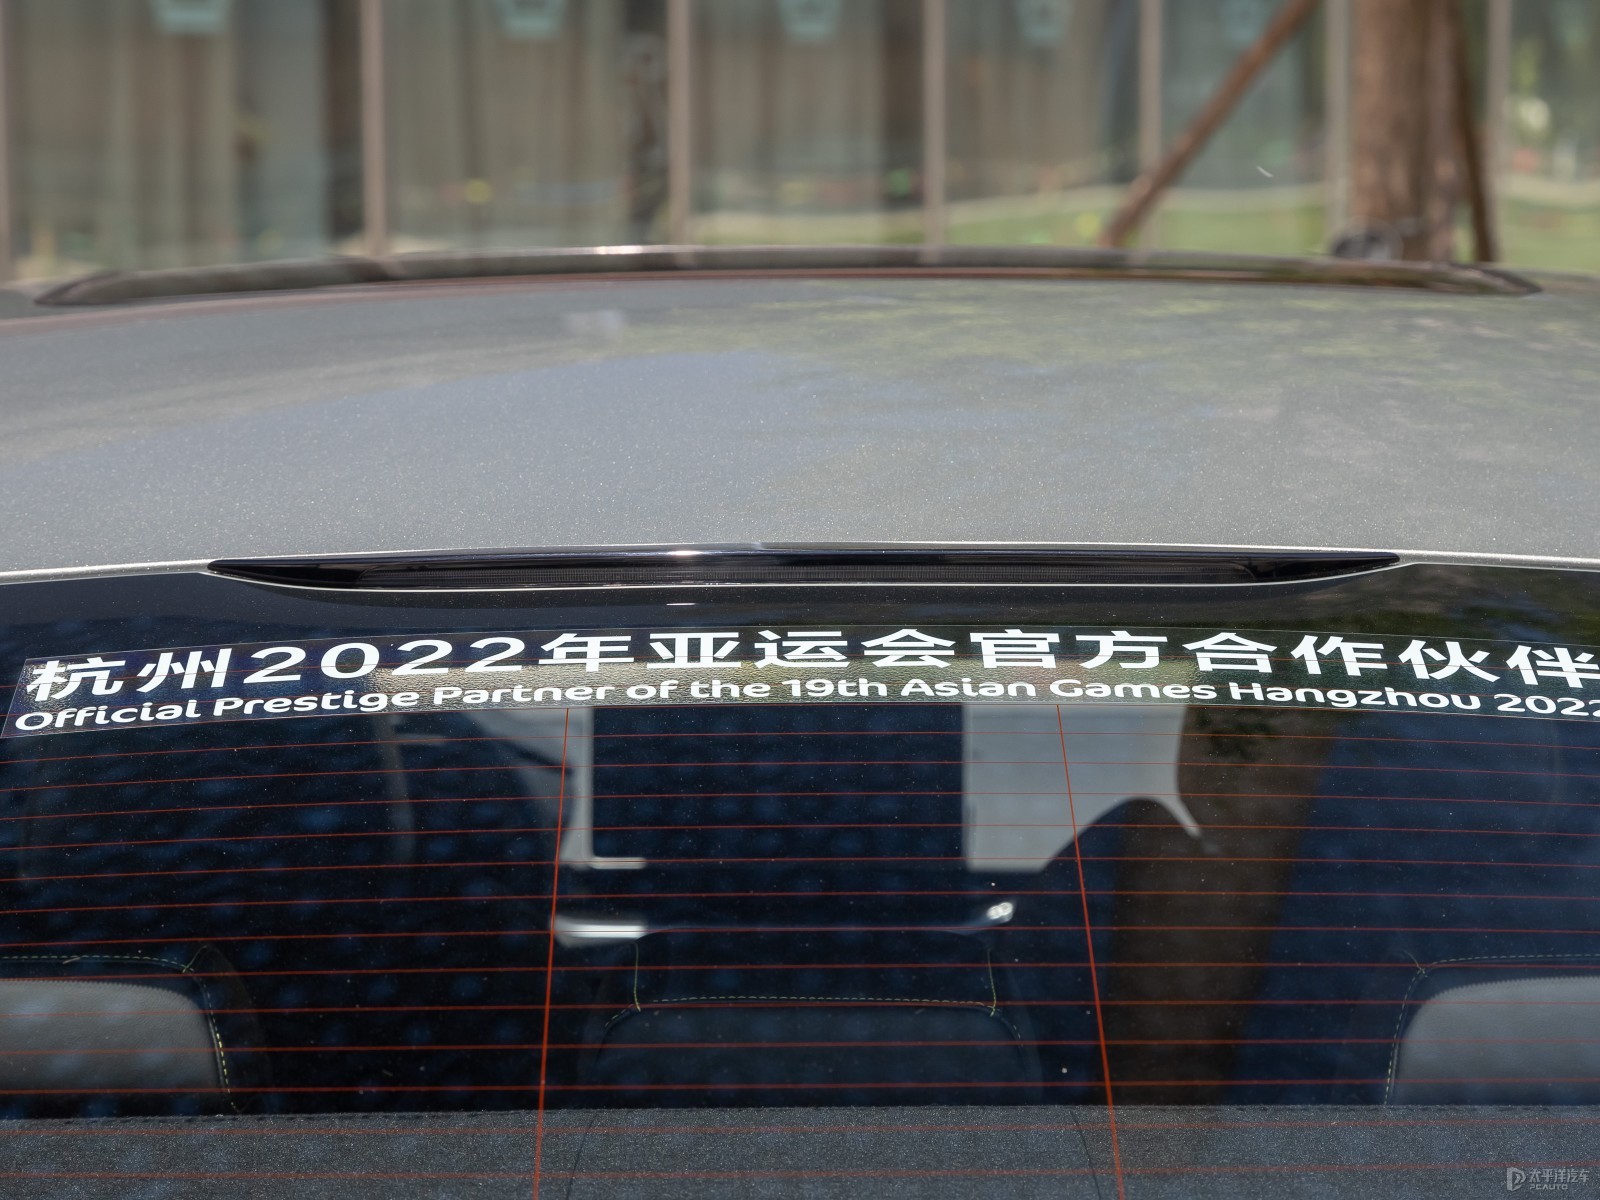 杭州2022年亚运会官方合作伙伴
Official Prestige Partner of the 19th Asian Games Hangzhou 2022
太平洋汽车
PCAUTO